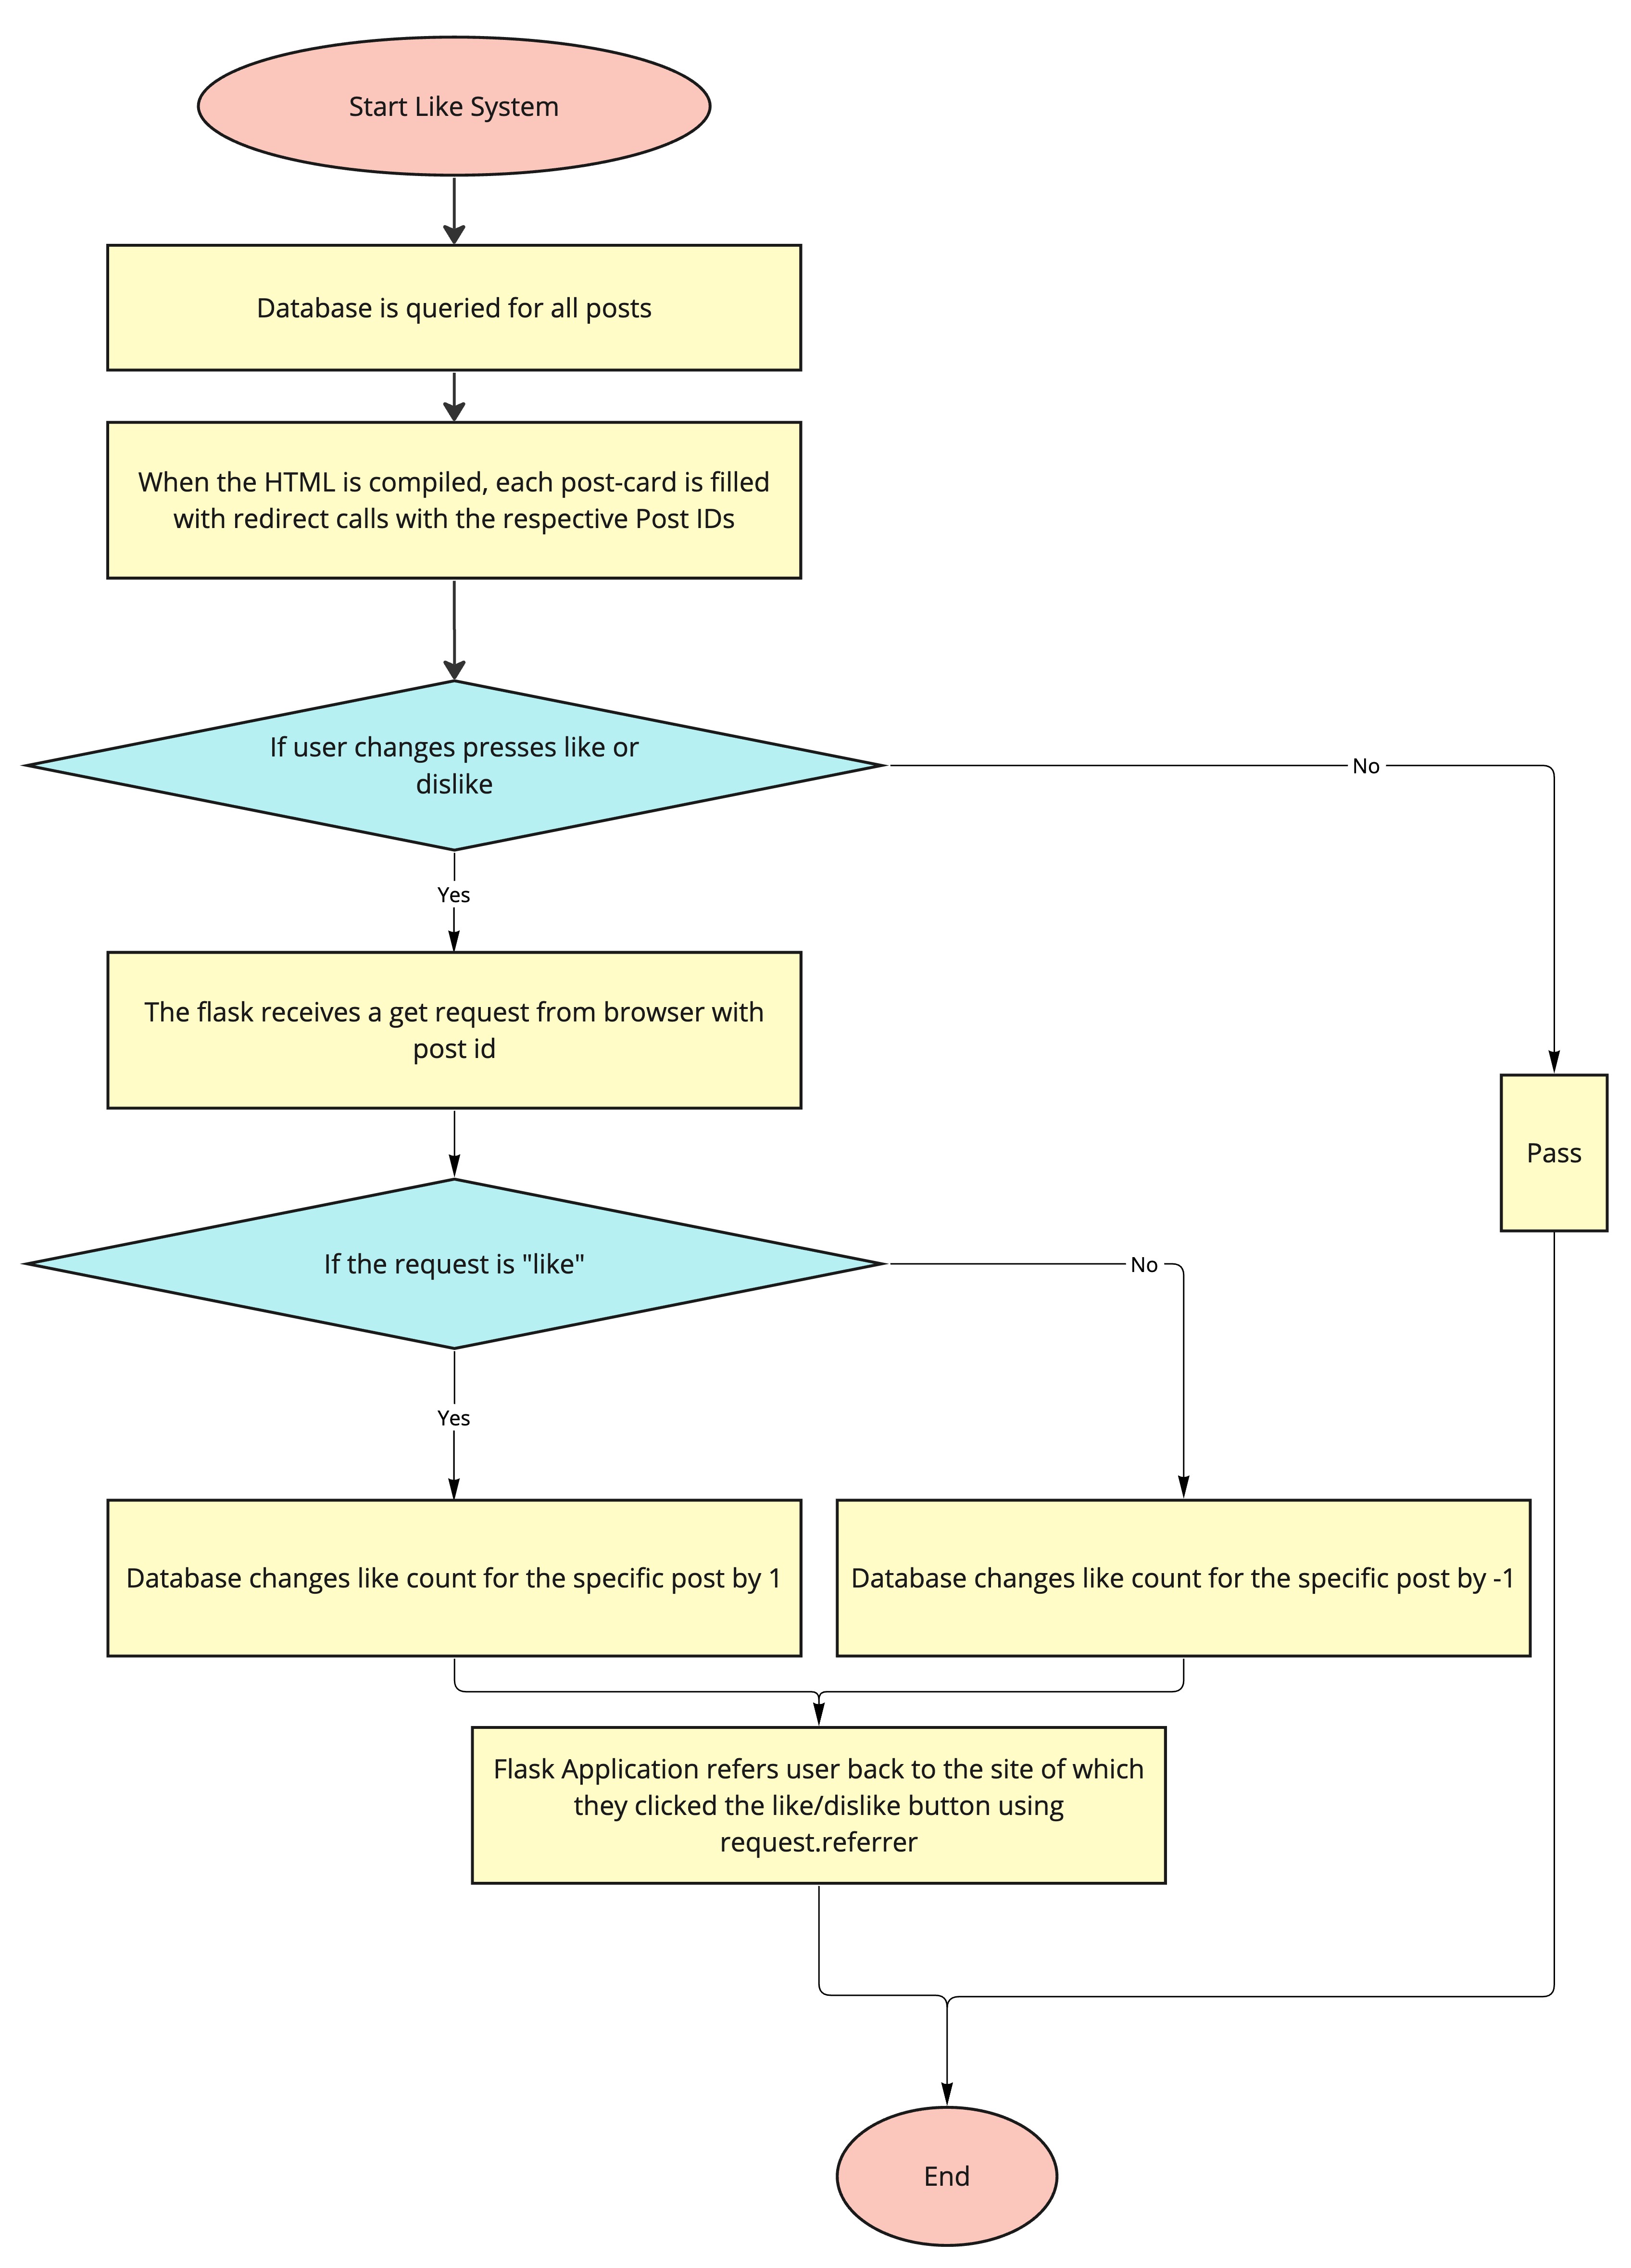 Start Like System
Database is queried for all posts
When the HTML is compiled, each post-card is filled
with redirect calls with the respective Post IDs
If user changes presses like or
dislike
No
Yes
The flask receives a get request from browser with
post id
Pass
If the request is "like"
No
Yes
Database changes like count for the specific post by 1
Database changes like count for the specific post by -1
Flask Application refers user back to the site of which
they clicked the like/dislike button using
request.referrer
End